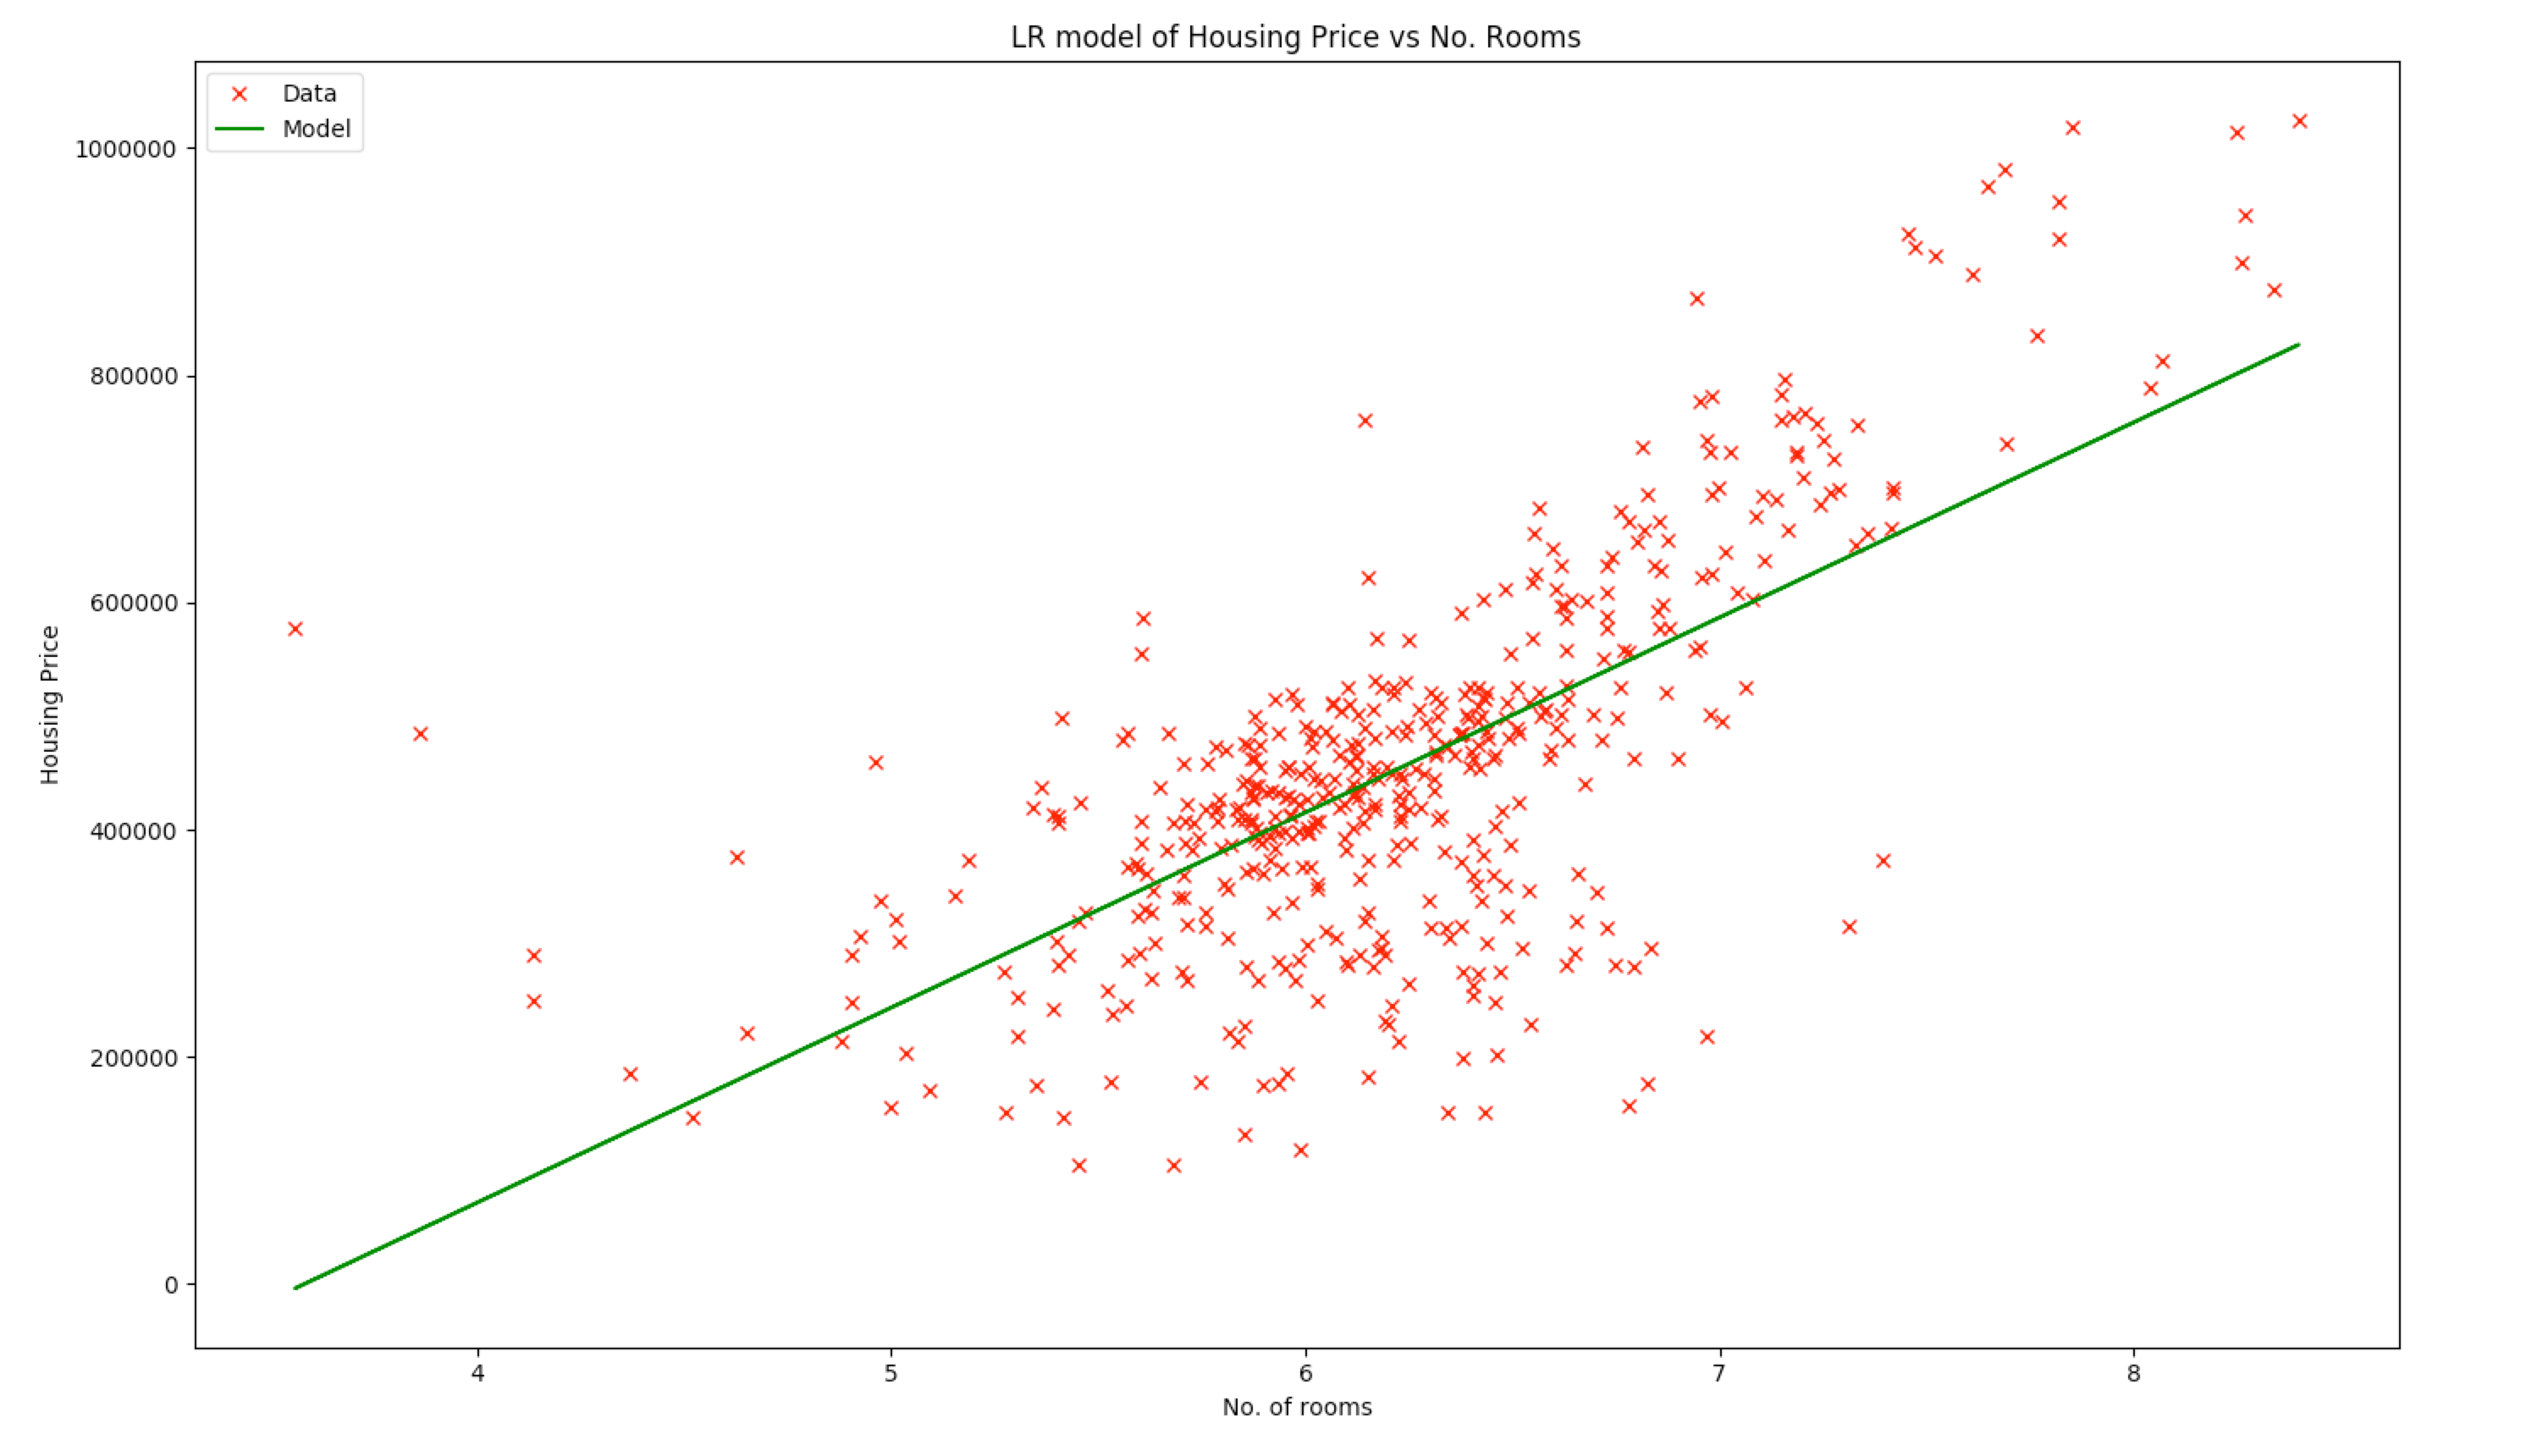 LR model of Housing Price vs No. Rooms
Data
Model
1000000
800000
600000
400000
200000
0
Housing Price
4 5 6 7 8
No. of rooms